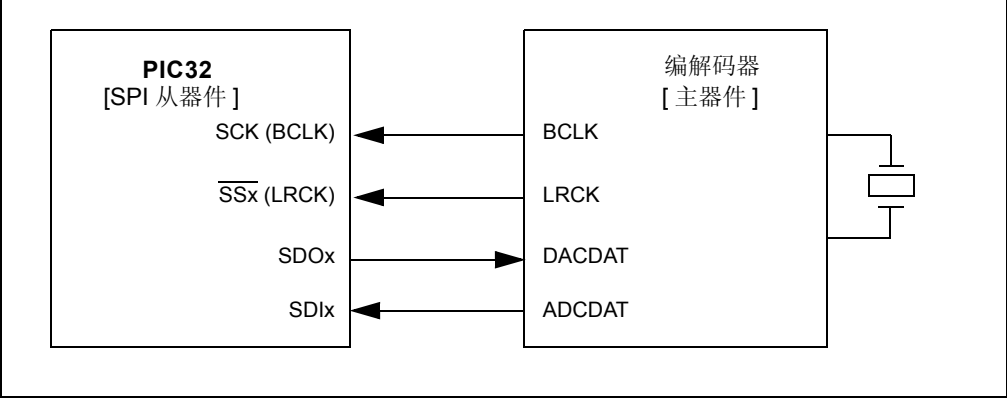 PIC32
[SPI 从器件 ]
SCK (BCLK)
SSx (LRCK)
SDOx
SDIx
编解码器
[ 主器件 ]
BCLK
LRCK
DACDAT
ADCDAT